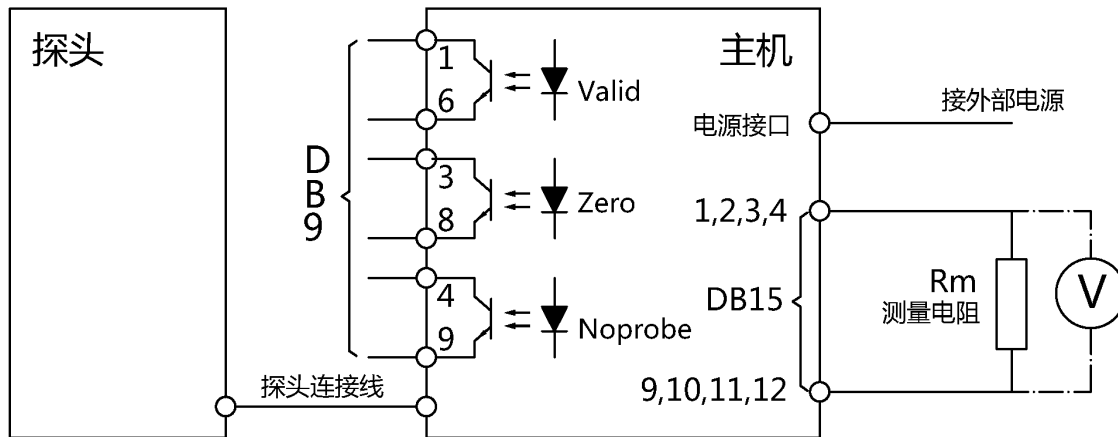 探头
D
B
9
1
6
3
8
4
9
Valid
Zero
Noprobe
探头连接线
主机
电源接口
接外部电源
1,2,3,4
DB15
9,10,11,12
Rm
测量电阻
V